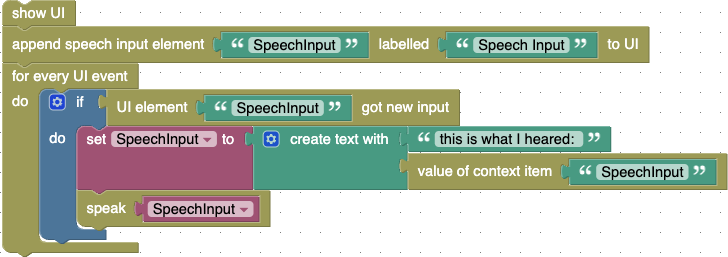 show UI
append speech input element “ SpeechInput ” labelled “ Speech Input ” to UI
for every UI event
do if UI element “ SpeechInput ” got new input
do set SpeechInput to create text with “ this is what I heared: ”
value of context item “ SpeechInput ”
speak SpeechInput